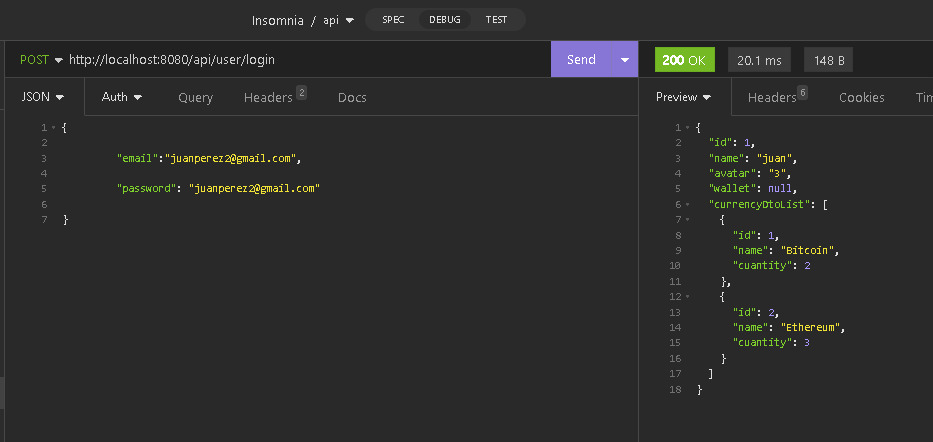 Insomnia / api SPEC DEBUG TEST
POST http://localhost:8080/api/user/login Send
200 OK 20.1 ms 148 B
JSON Auth Query Headers 2 Docs
Preview Headers 6 Cookies Tim
1 {
2
3 "email":"juanperez2@gmail.com",
4
5 "password": "juanperez2@gmail.com"
6
7 }
1 {
2 "id": 1,
3 "name": "juan",
4 "avatar": "3",
5 "wallet": null,
6 "currencyDtoList": [
7 {
8 "id": 1,
9 "name": "Bitcoin",
10 "cuantity": 2
11 },
12 {
13 "id": 2,
14 "name": "Ethereum",
15 "cuantity": 3
16 }
17 ]
18 }